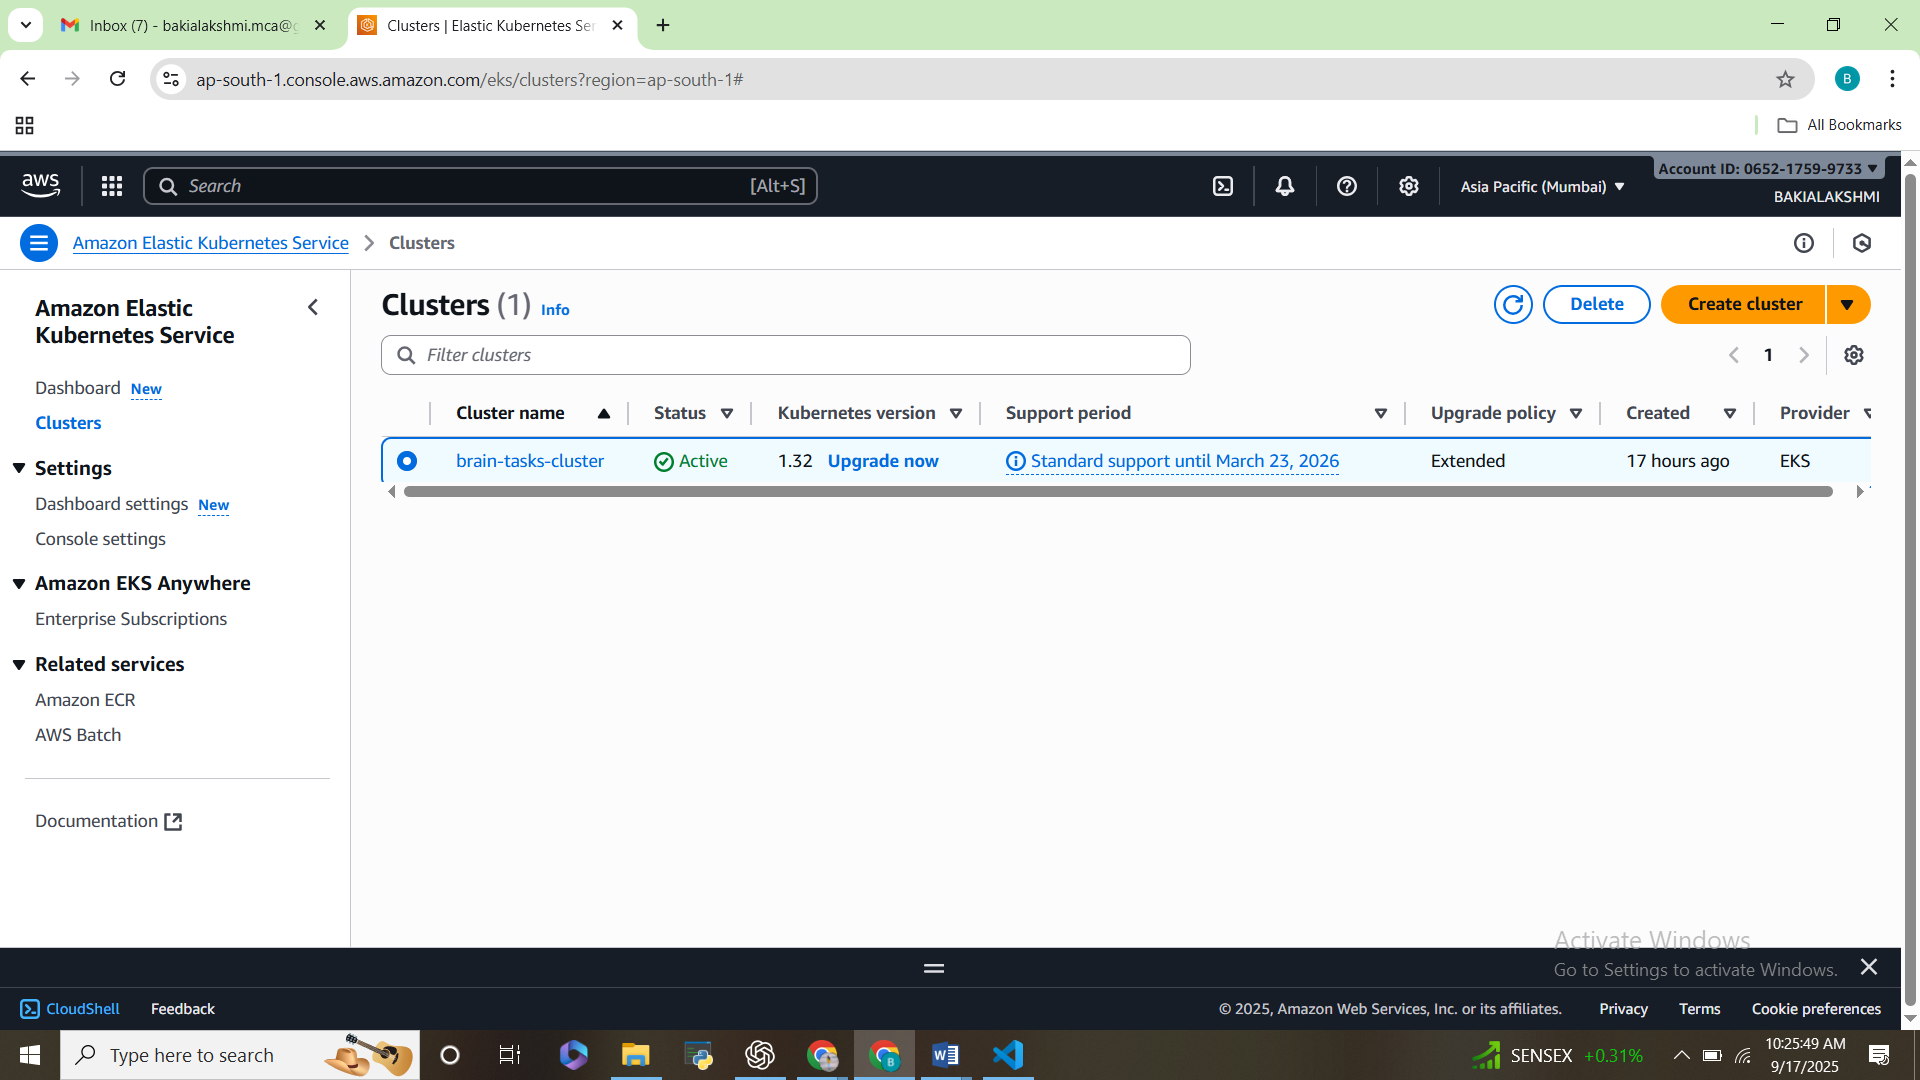 Inbox (7) - bakialakshmi.mca@g
Clusters | Elastic Kubernetes Ser
ap-south-1.console.aws.amazon.com/eks/clusters?region=ap-south-1#
B
All Bookmarks
aws
Search
[Alt+S]
Asia Pacific (Mumbai)
Account ID: 0652-1759-9733
BAKIALAKSHMI
Amazon Elastic Kubernetes Service
Clusters
Amazon Elastic
Kubernetes Service
Dashboard New
Clusters
Settings
Dashboard settings New
Console settings
Amazon EKS Anywhere
Enterprise Subscriptions
Related services
Amazon ECR
AWS Batch
Documentation
Clusters (1) Info
Delete
Create cluster
Filter clusters
1
Cluster name Status Kubernetes version Support period Upgrade policy Created Provider
brain-tasks-cluster Active 1.32 Upgrade now Standard support until March 23, 2026 Extended 17 hours ago EKS
Activate Windows
Go to Settings to activate Windows.
CloudShell Feedback
© 2025, Amazon Web Services, Inc. or its affiliates. Privacy Terms Cookie preferences
Type here to search
B
SENSEX +0.31%
10:25:49 AM
9/17/2025